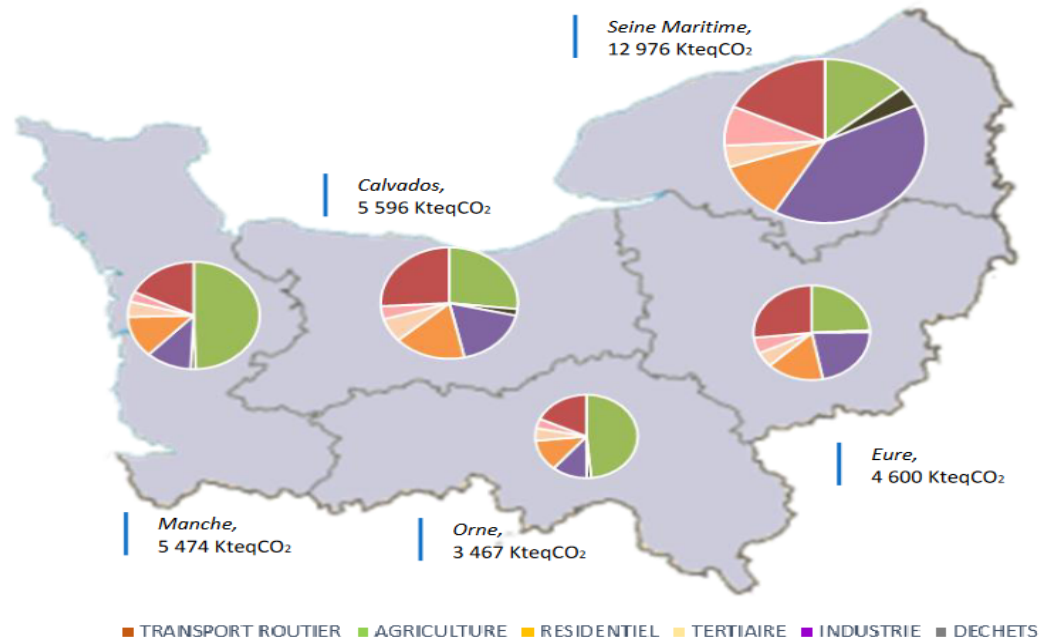 Seine Maritime,
12 976 KteqCO₂
Calvados,
5 596 KteqCO₂
Eure,
4 600 KteqCO₂
Manche,
5 474 KteqCO₂
Orne,
3 467 KteqCO₂
TRANSPORT ROUTIER AGRICULTURE RESIDENTIEL TERTIAIRE INDUSTRIE DECHETS